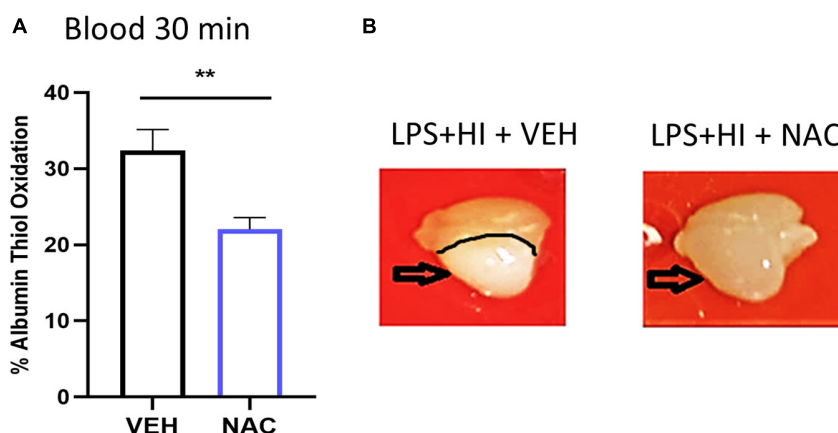 A Blood 30 min
**
40
30
20
10
0
% Albumin Thiol Oxidation
VEH NAC
B
LPS+HI + VEH LPS+HI + NAC